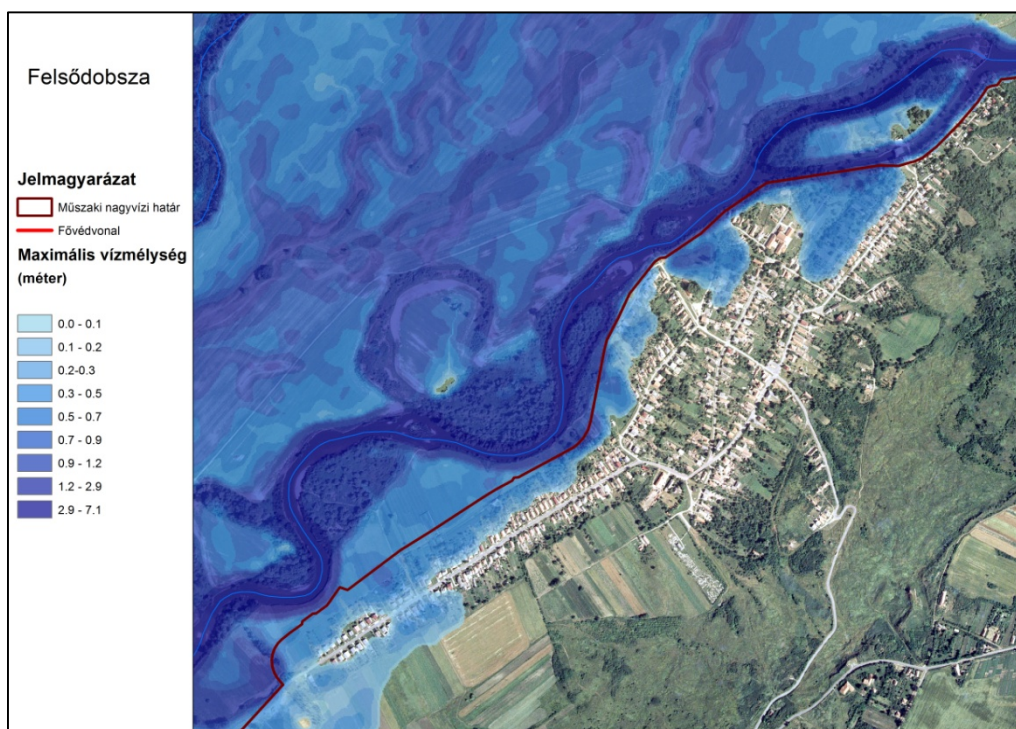 Felsődobsza
Jelmagyarázat
Műszaki nagyvízi határ
Fővédvonal
Maximális vízmélység
(méter)
0.0 - 0.1
0.1 - 0.2
0.2-0.3
0.3 - 0.5
0.5 - 0.7
0.7 - 0.9
0.9 - 1.2
1.2 - 2.9
2.9 - 7.1